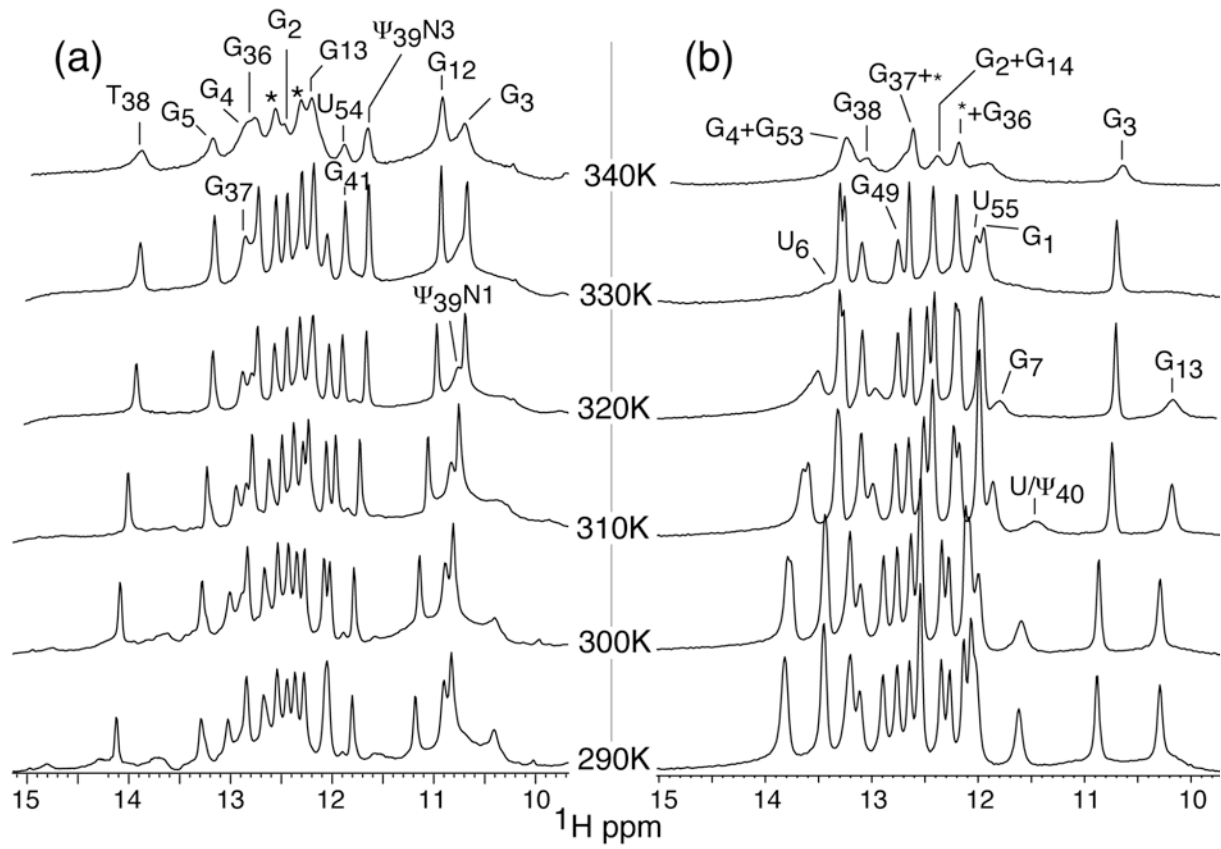 (a)
G2
Ψ39N3
G36
G13
G12
G4
* *
T38
G5
U54
G3
340K
G37
G41
330K
Ψ39N1
320K
310K
300K
290K
15 14 13 12 11 10
(b)
G2+G14
G37+*
G38
*+G36
G4+G53
G3
G49
U55
U6
G1
G7
G13
U/Ψ40
15 14 13 12 11 10
1H ppm